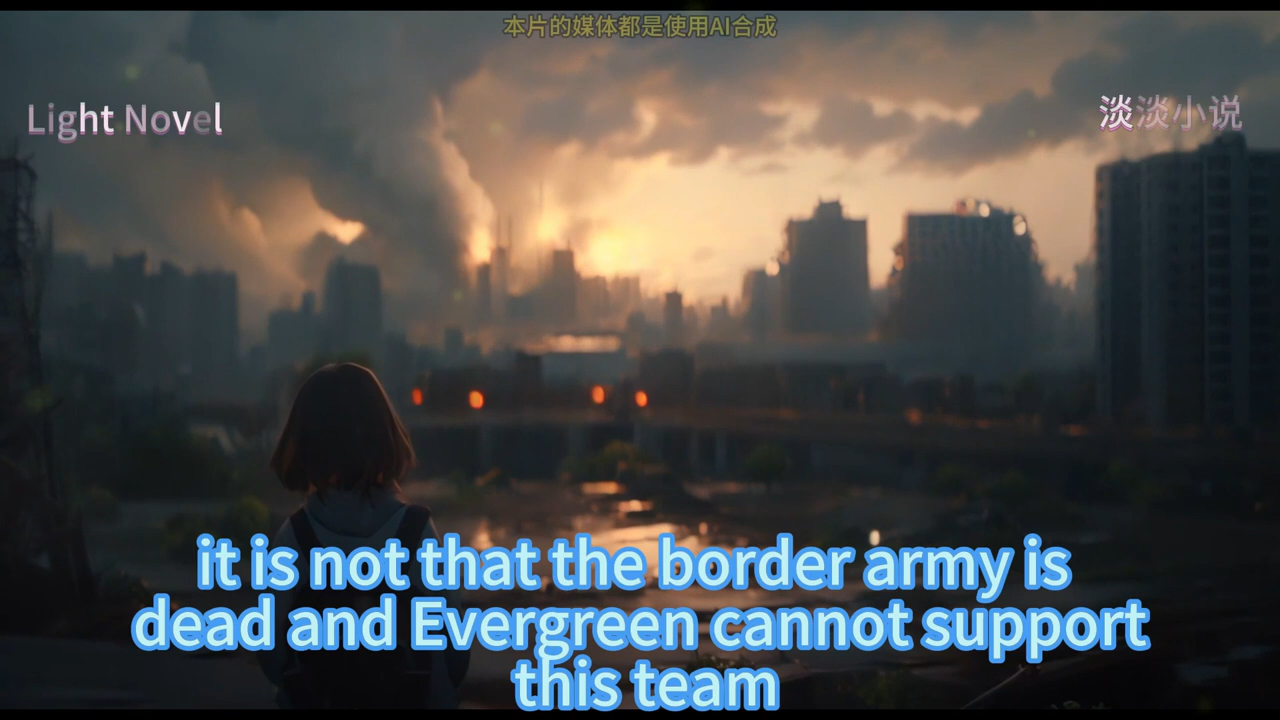 本片的媒体都是使用AI合成
Light Novel
淡淡小说
it is not that the border army is
dead and Evergreen cannot support
this team